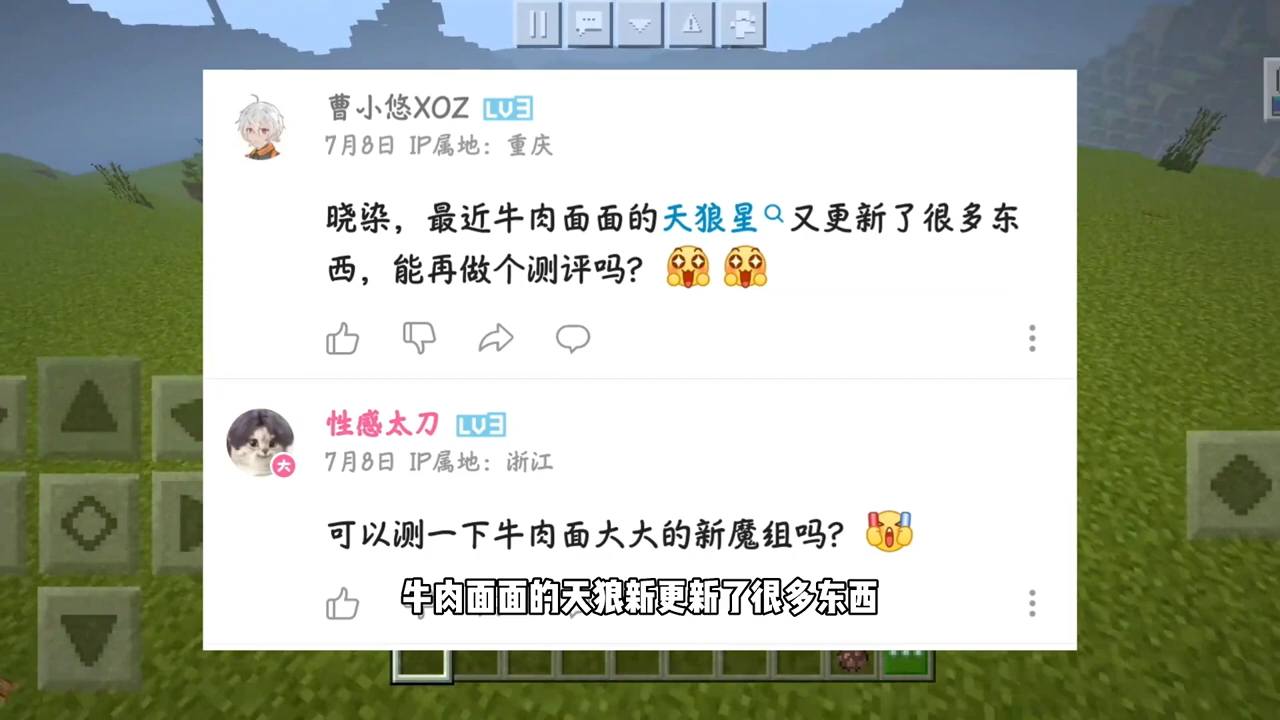 曹小悠XOZ LV3
7月8日 IP属地：重庆
晓染，最近牛肉面面的天狼星又更新了很多东
西，能再做个测评吗？
性感太刀 LV3
大
7月8日 IP属地：浙江
可以测一下牛肉面大大的新魔组吗？
牛肉面面的天狼新更新了很多东西